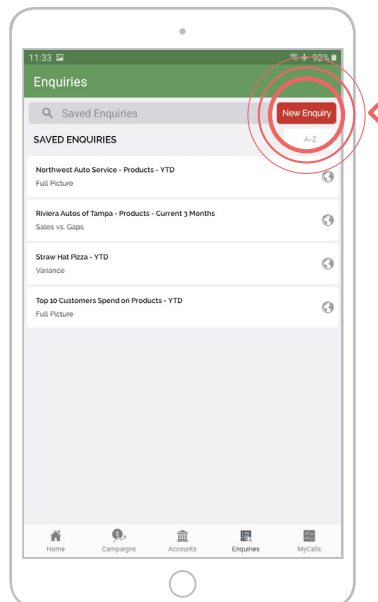 11:33 92%
Enquiries
Saved Enquiries New Enquiry
SAVED ENQUIRIES A-Z
Northwest Auto Service - Products - YTD
Full Picture
Riviera Autos of Tampa - Products - Current 3 Months
Sales vs. Gaps
Straw Hat Pizza - YTD
Variance
Top 10 Customers Spend on Products - YTD
Full Picture
Home Campaigns Accounts Enquiries MyCalls